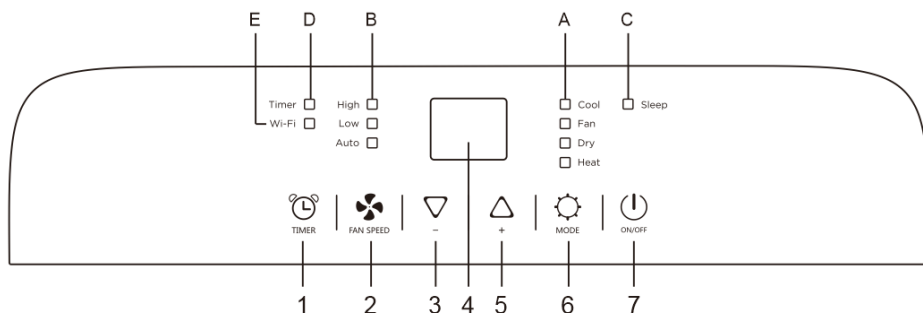 E D B A C
Timer High Cool Sleep
Wi-Fi Low Fan
Auto Dry
Heat
TIMER FAN SPEED - + MODE ON/OFF
1 2 3 4 5 6 7